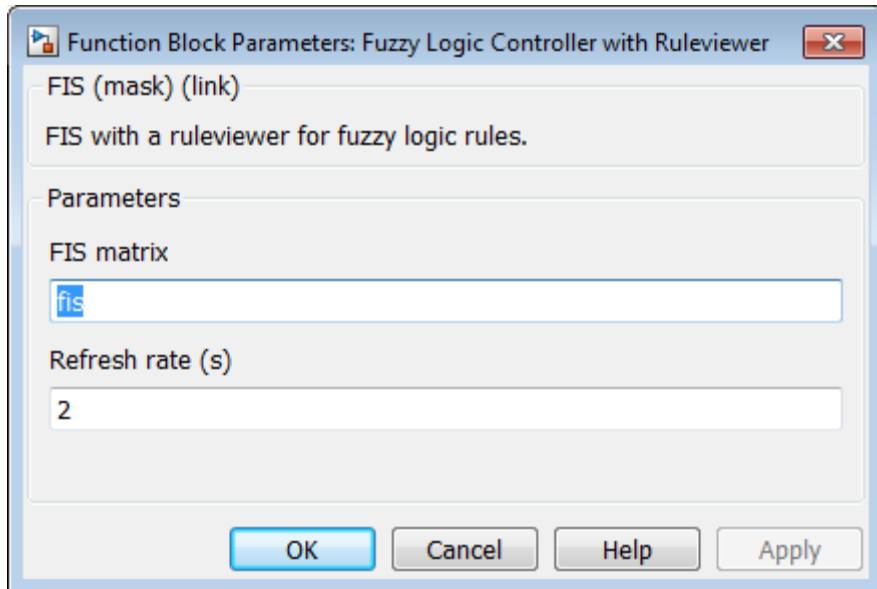 Function Block Parameters: Fuzzy Logic Controller with Ruleviewer
FIS (mask) (link)
FIS with a ruleviewer for fuzzy logic rules.
Parameters
FIS matrix
fis
Refresh rate (s)
2
OK Cancel Help Apply